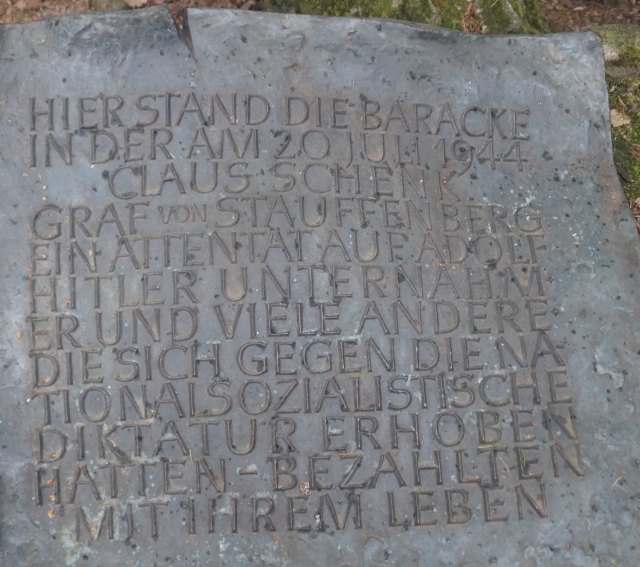 HIER STAND DIE BARACKE
IN DER AM 20 JULI 1944
CLAUS SCHENK
GRAF VON STAUFFENBERG
EIN ATTENTAT AUF ADOLF
HITLER UNTERNAHM·
ER UND VIELE ANDERE
DIE SICH GEGEN DIE NA
TIONALSOZIALISTISCHE
DIKTATUR ERHOBEN
HATTEN-BEZAHLTEN
MIT IHREM LEBEN